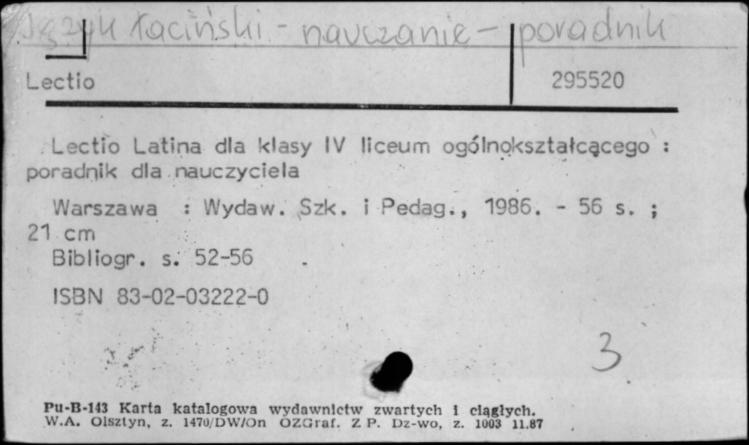 Język łaciński - nauczanie - poradnik
Lectio 295520
Lectio Latina dla klasy IV liceum ogólnokształcącego :
poradnik dla nauczyciela
Warszawa : Wydaw. Szk. i Pedag., 1986. - 56 s. ;
21 cm
Bibliogr. s. 52-56
ISBN 83-02-03222-0
3
Pu-B-143 Karta katalogowa wydawnictw zwartych i ciągłych.
W.A. Olsztyn, z. 1470/DW/On OZGraf. Z P. Dz-wo, z. 1003 11.87